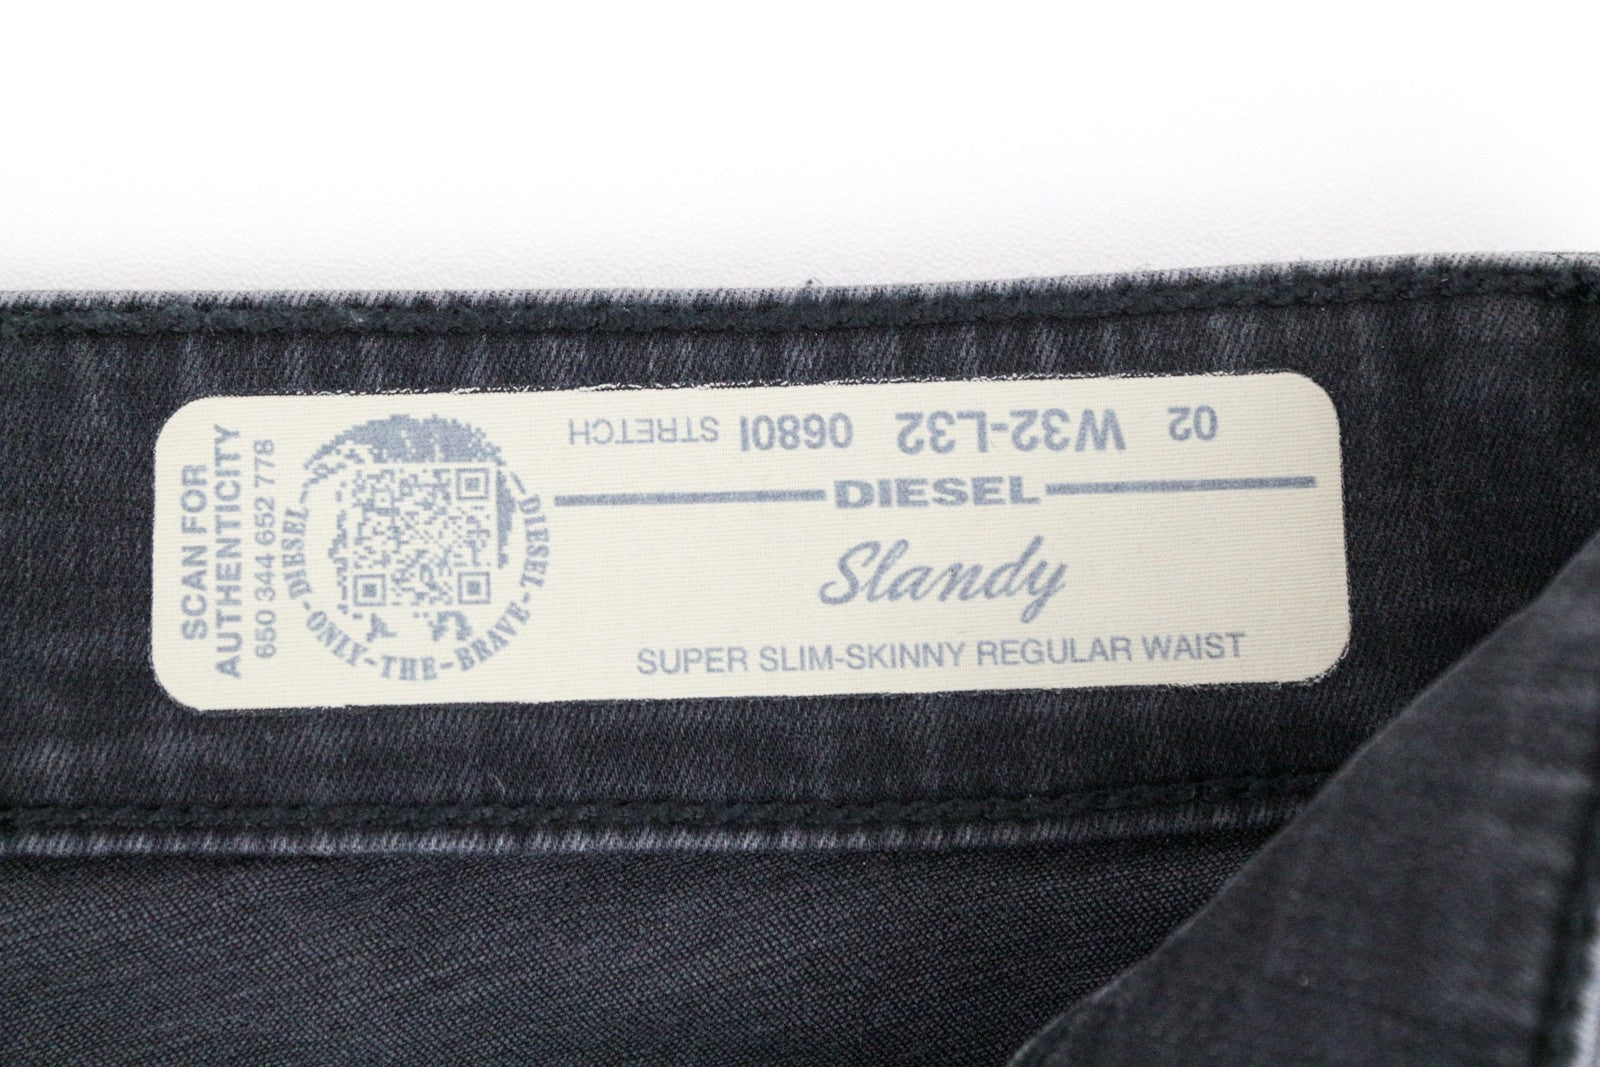 SCAN FOR
AUTHENTICITY
650 344 652 778
DIESEL-ONLY-THE-BRAVE-DIESEL
02 W32-L32 0680I STRETCH
DIESEL
Slandy
SUPER SLIM-SKINNY REGULAR WAIST